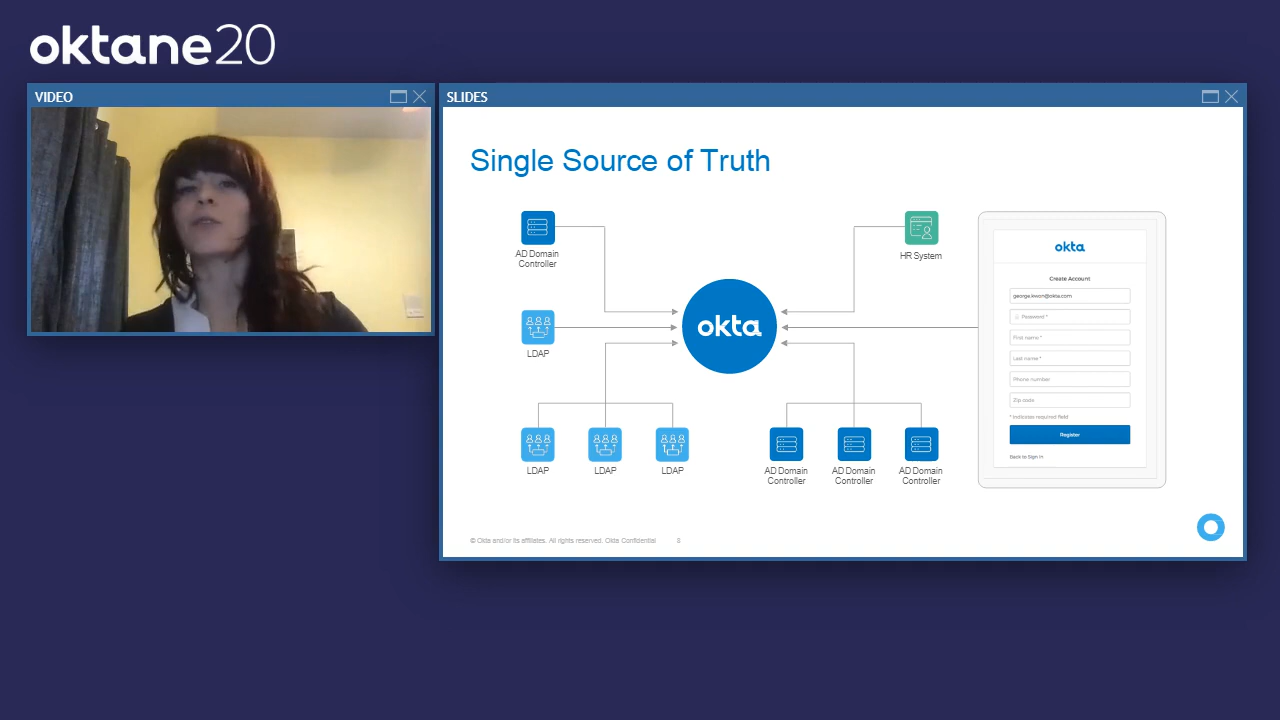 oktane20
VIDEO
SLIDES
Single Source of Truth
AD Domain
Controller
HR System
LDAP
okta
LDAP
LDAP
LDAP
AD Domain
Controller
AD Domain
Controller
AD Domain
Controller
okta
Create Account
george.kwon@okta.com
Password *
First name *
Last name *
Phone number
Zip code
* indicates required field
Register
Back to Sign In
© Okta and/or its affiliates. All rights reserved. Okta Confidential